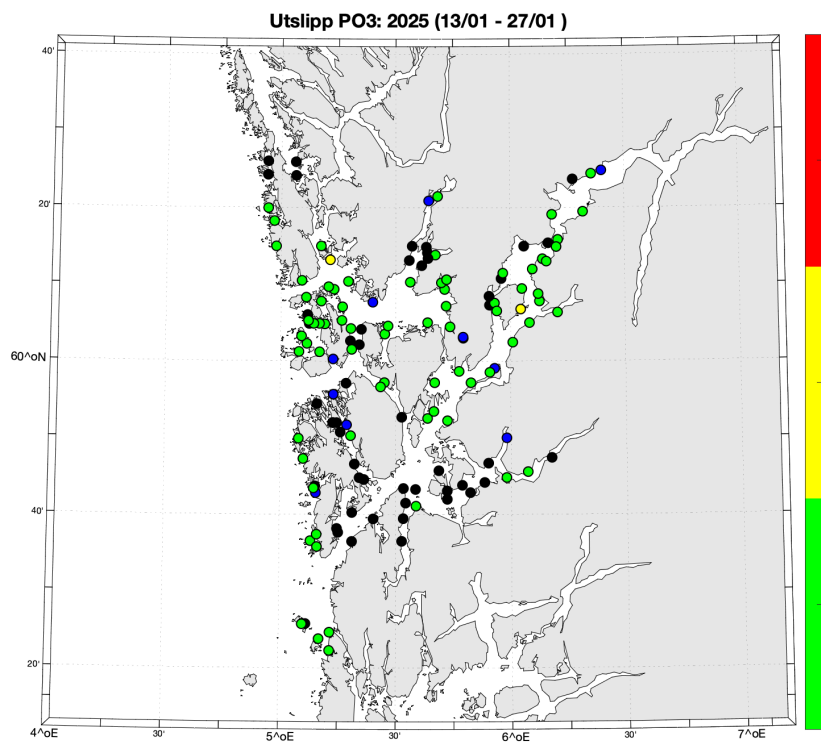 Utslipp PO3: 2025 (13/01 - 27/01 )
40'
20'
60^oN
40'
20'
4^oE
30'
5^oE
30'
6^oE
30'
7^oE